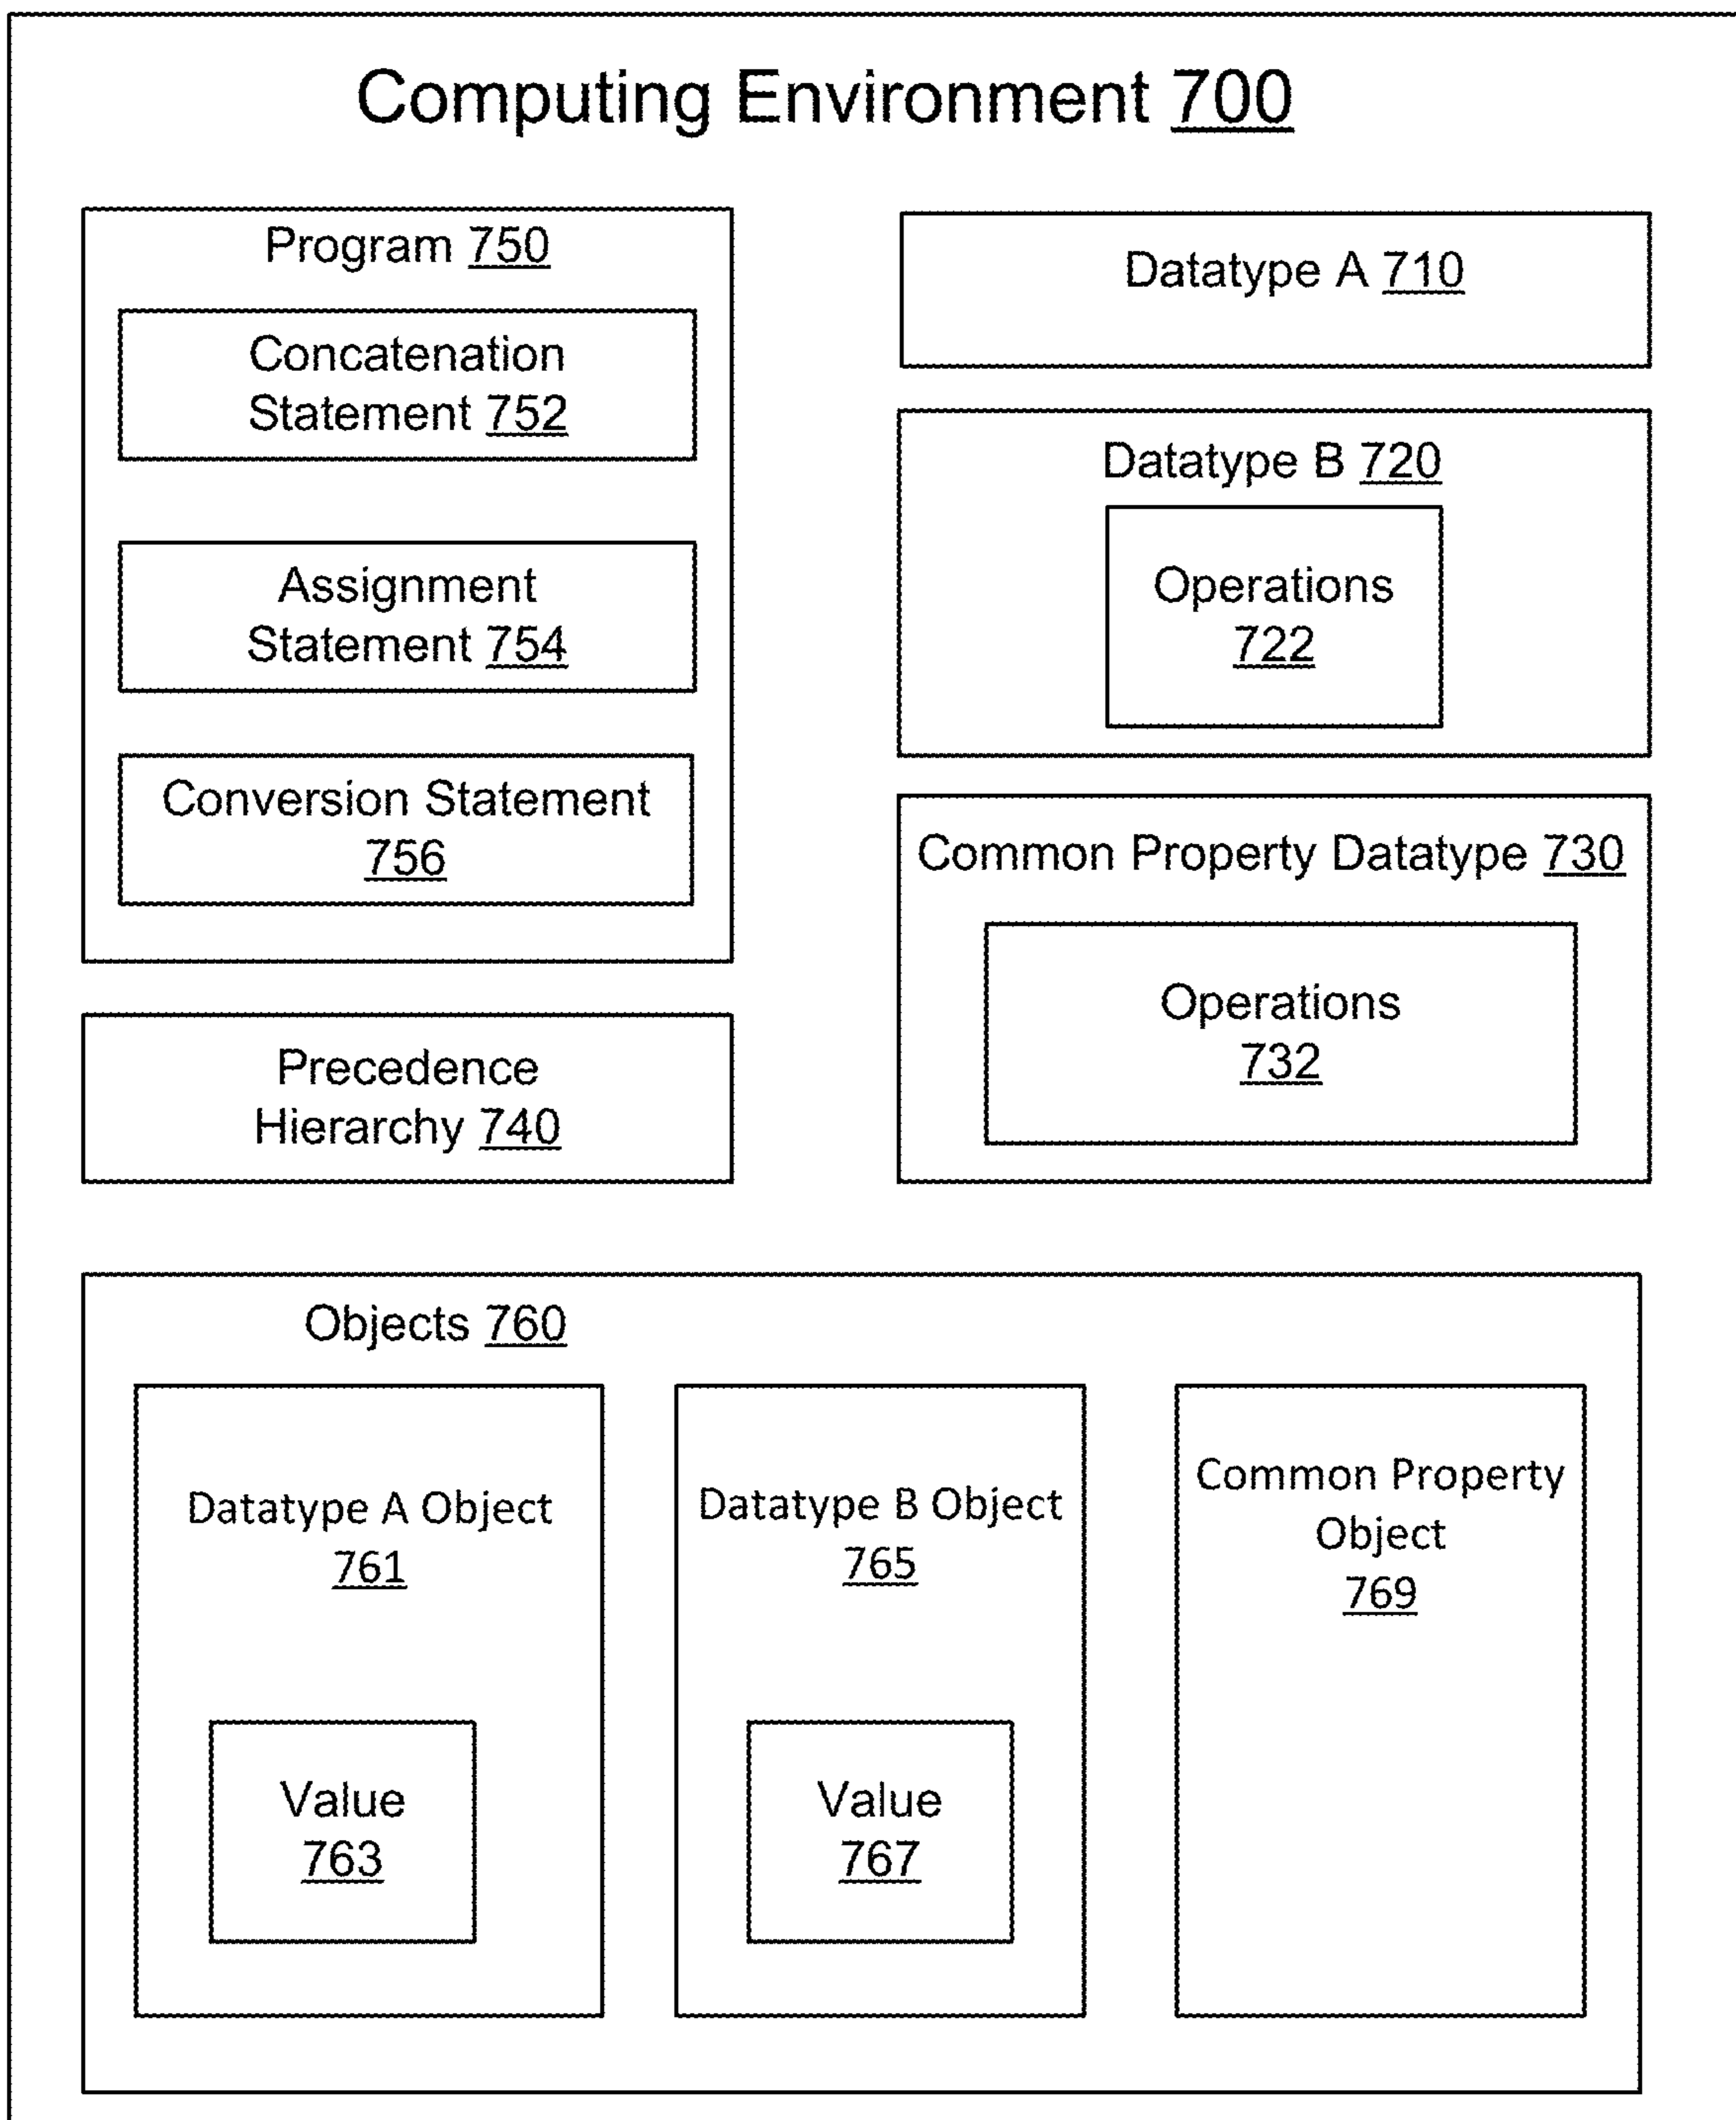 Computing Environment 700
Program 750
Concatenation
Statement 752
Assignment
Statement 754
Conversion Statement
756
Precedence
Hierarchy 740
Datatype A 710
Datatype B 720
Operations
722
Common Property Datatype 730
Operations
732
Objects 760
Datatype A Object
761
Value
763
Datatype B Object
765
Value
767
Common Property
Object
769